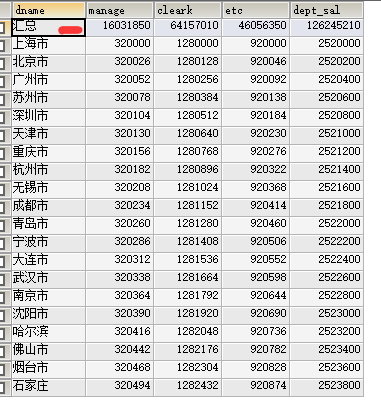 dname manage cleark etc dept_sal
汇总 16031850 64157010 46056350 126245210
上海市 320000 1280000 920000 2520000
北京市 320026 1280128 920046 2520200
广州市 320052 1280256 920092 2520400
苏州市 320078 1280384 920138 2520600
深圳市 320104 1280512 920184 2520800
天津市 320130 1280640 920230 2521000
重庆市 320156 1280768 920276 2521200
杭州市 320182 1280896 920322 2521400
无锡市 320208 1281024 920368 2521600
成都市 320234 1281152 920414 2521800
青岛市 320260 1281280 920460 2522000
宁波市 320286 1281408 920506 2522200
大连市 320312 1281536 920552 2522400
武汉市 320338 1281664 920598 2522600
南京市 320364 1281792 920644 2522800
沈阳市 320390 1281920 920690 2523000
哈尔滨 320416 1282048 920736 2523200
佛山市 320442 1282176 920782 2523400
烟台市 320468 1282304 920828 2523600
石家庄 320494 1282432 920874 2523800